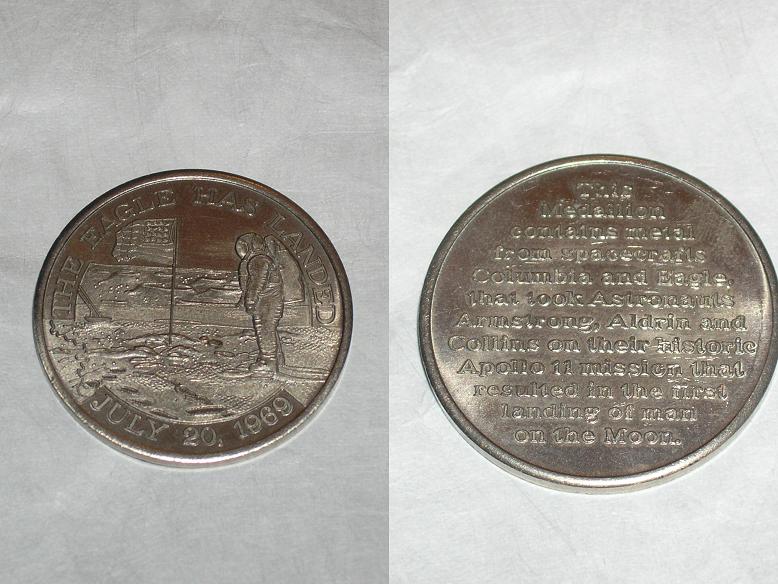 THE EAGLE HAS LANDED
JULY 20, 1969
This
Medallion
contains metal
from spacecrafts
Columbia and Eagle,
that took Astronauts
Armstrong, Aldrin and
Collins on their historic
Apollo 11 mission that
resulted in the first
landing of man
on the Moon.